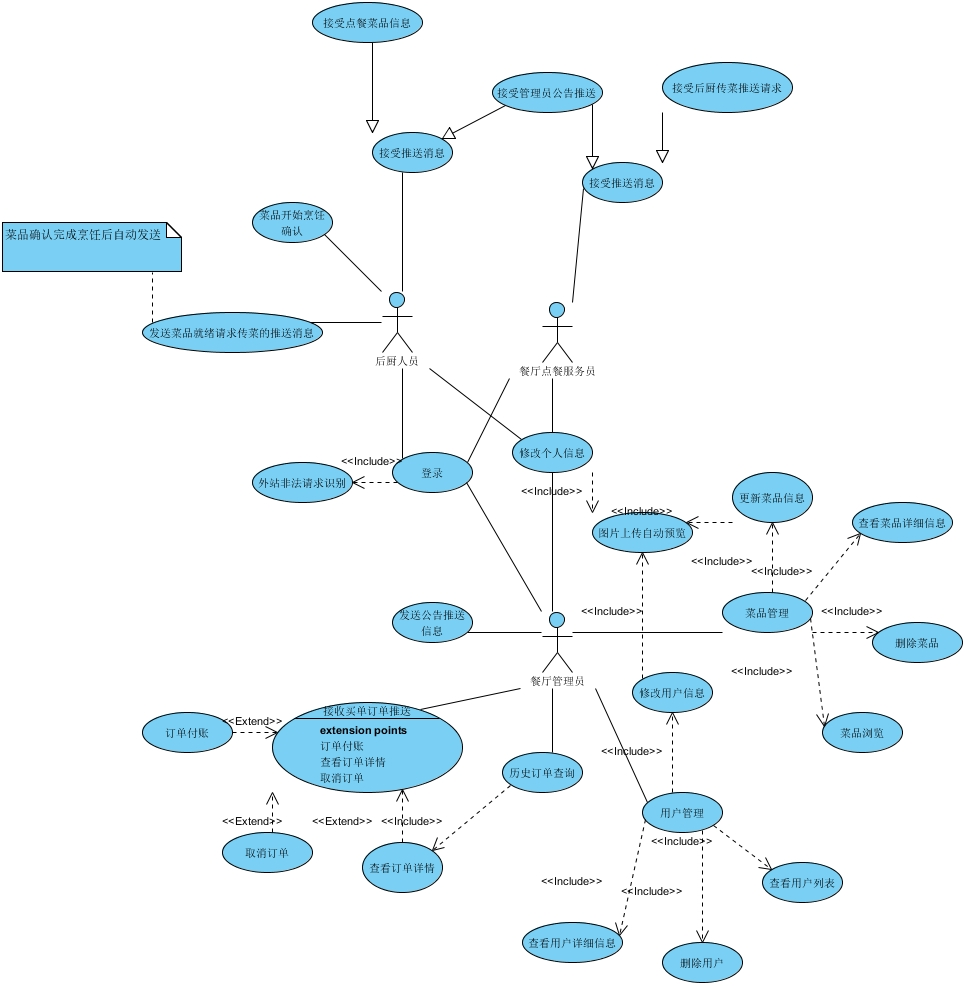 接受点餐菜品信息
接受管理员公告推送
接受后厨传菜推送请求
接受推送消息
接受推送消息
菜品开始烹饪
确认
菜品确认完成烹饪后自动发送
发送菜品就绪请求传菜的推送消息
后厨人员
餐厅点餐服务员
修改个人信息
<<Include>>
登录
外站非法请求识别
<<Include>>
更新菜品信息
<<Include>>
图片上传自动预览
查看菜品详细信息
<<Include>>
<<Include>>
发送公告推送
信息
<<Include>>
菜品管理
<<Include>>
删除菜品
餐厅管理员
<<Include>>
修改用户信息
接收买单订单推送
extension points
订单付账
查看订单详情
取消订单
订单付账
<<Extend>>
菜品浏览
<<Include>>
历史订单查询
用户管理
<<Extend>>
<<Extend>>
<<Include>>
<<Include>>
取消订单
查看订单详情
查看用户列表
<<Include>>
<<Include>>
查看用户详细信息
删除用户